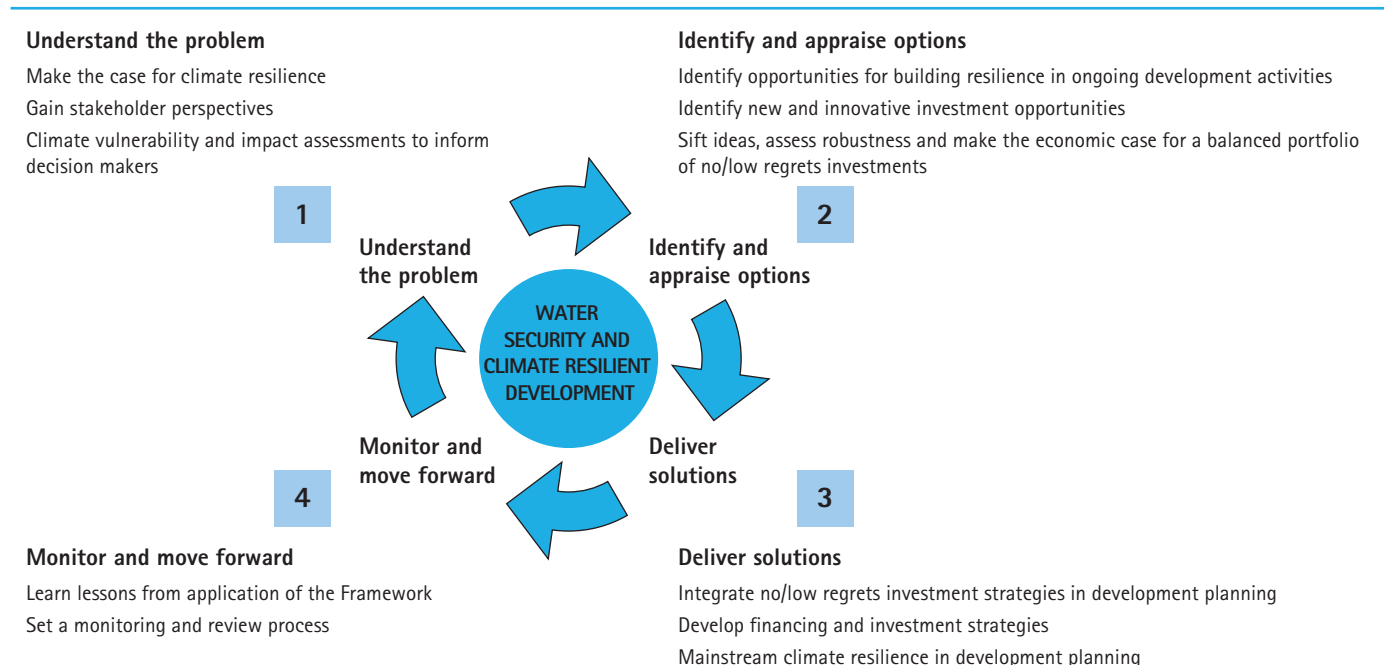 Understand the problem
Make the case for climate resilience
Gain stakeholder perspectives
Climate vulnerability and impact assessments to inform
decision makers
Identify and appraise options
Identify opportunities for building resilience in ongoing development activities
Identify new and innovative investment opportunities
Sift ideas, assess robustness and make the economic case for a balanced portfolio
of no/low regrets investments
1
2
Understand
the problem
Identify and
appraise options
WATER
SECURITY AND
CLIMATE RESILIENT
DEVELOPMENT
Monitor and
move forward
Deliver
solutions
4
3
Monitor and move forward
Learn lessons from application of the Framework
Set a monitoring and review process
Deliver solutions
Integrate no/low regrets investment strategies in development planning
Develop financing and investment strategies
Mainstream climate resilience in development planning